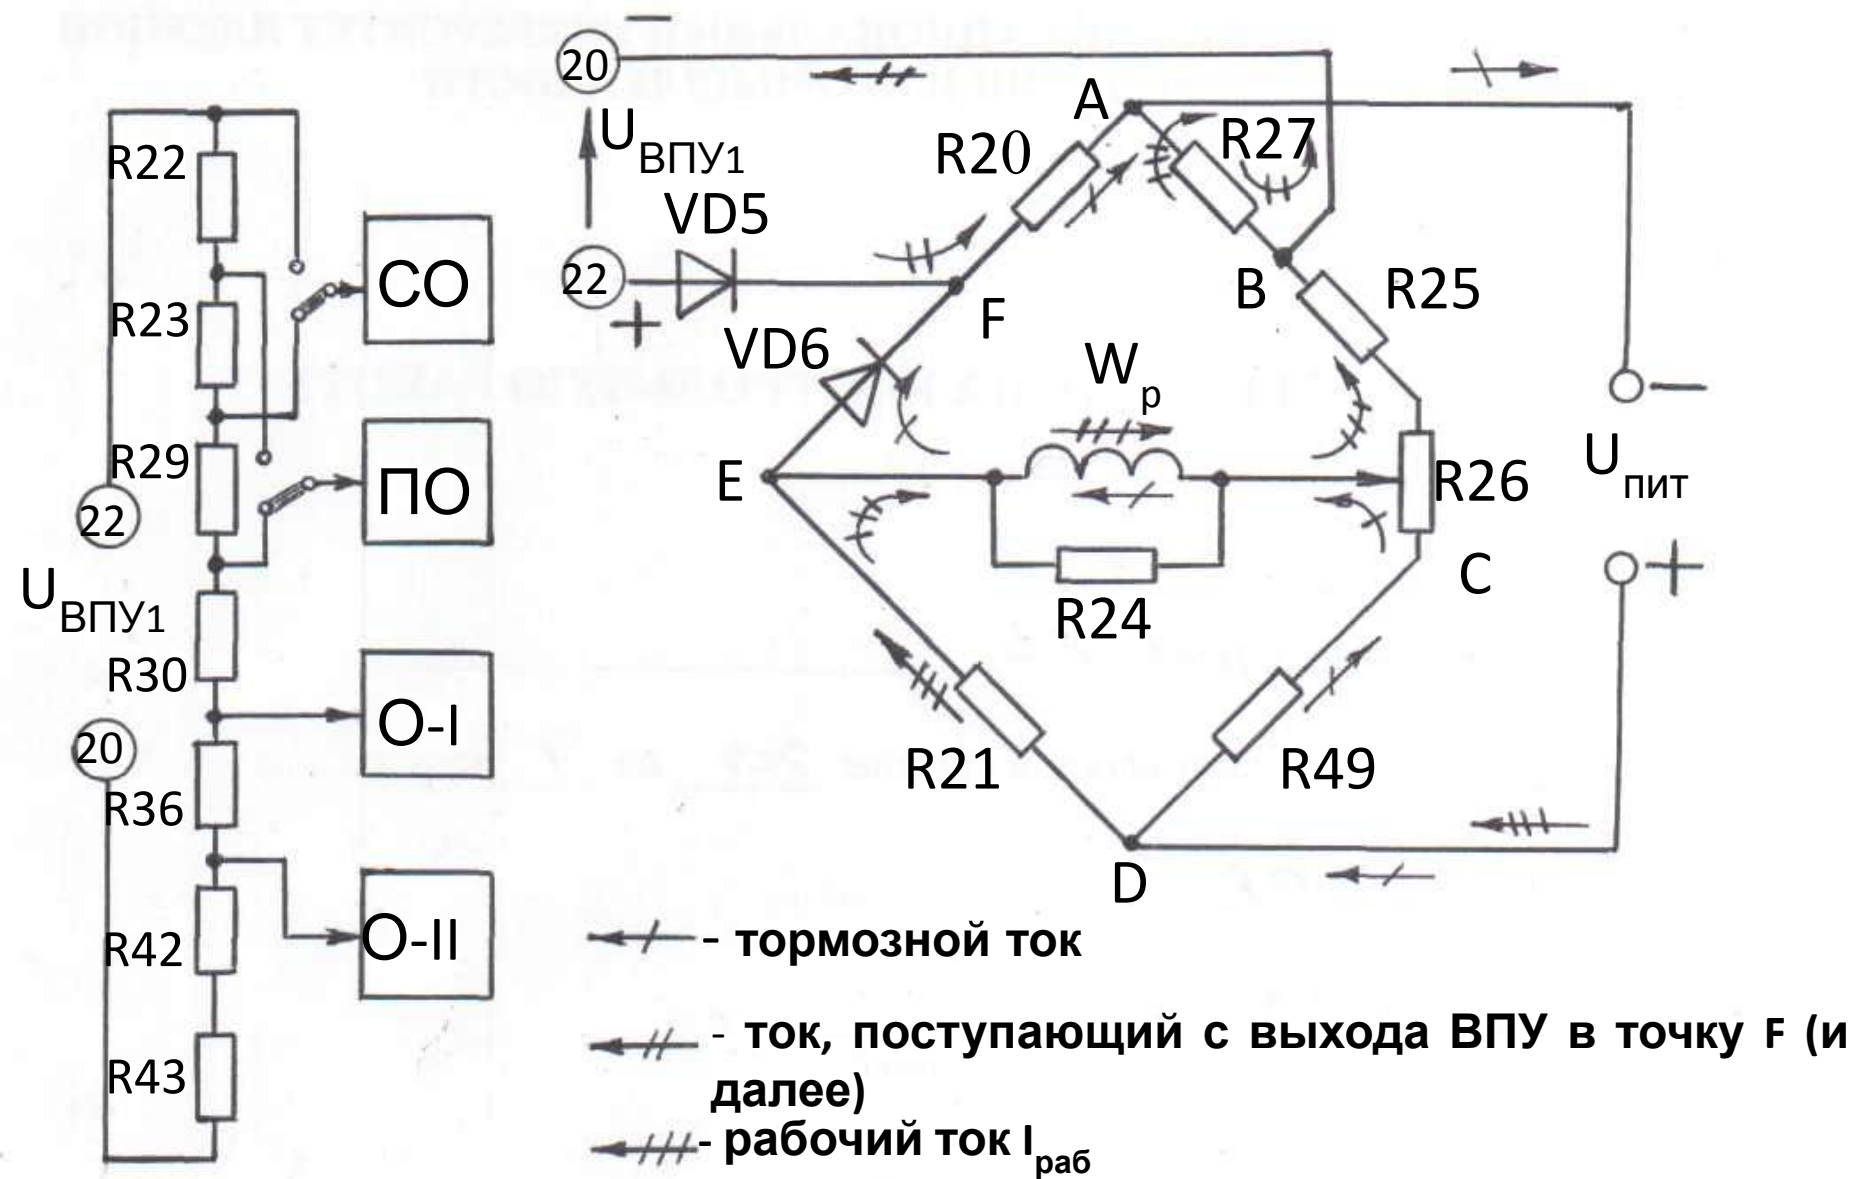 20
−
U ВПУ1
VD5
22
+
VD6
A
R20
R27
F
B
R25
R22
R23
R29
22
U ВПУ1
R30
20
R36
R42
R43
СО
ПО
О-I
О-II
E
W р
R24
R26
C
−
U пит
+
R21
R49
D
- тормозной ток
- ток, поступающий с выхода ВПУ в точку F (и
далее)
- рабочий ток I раб